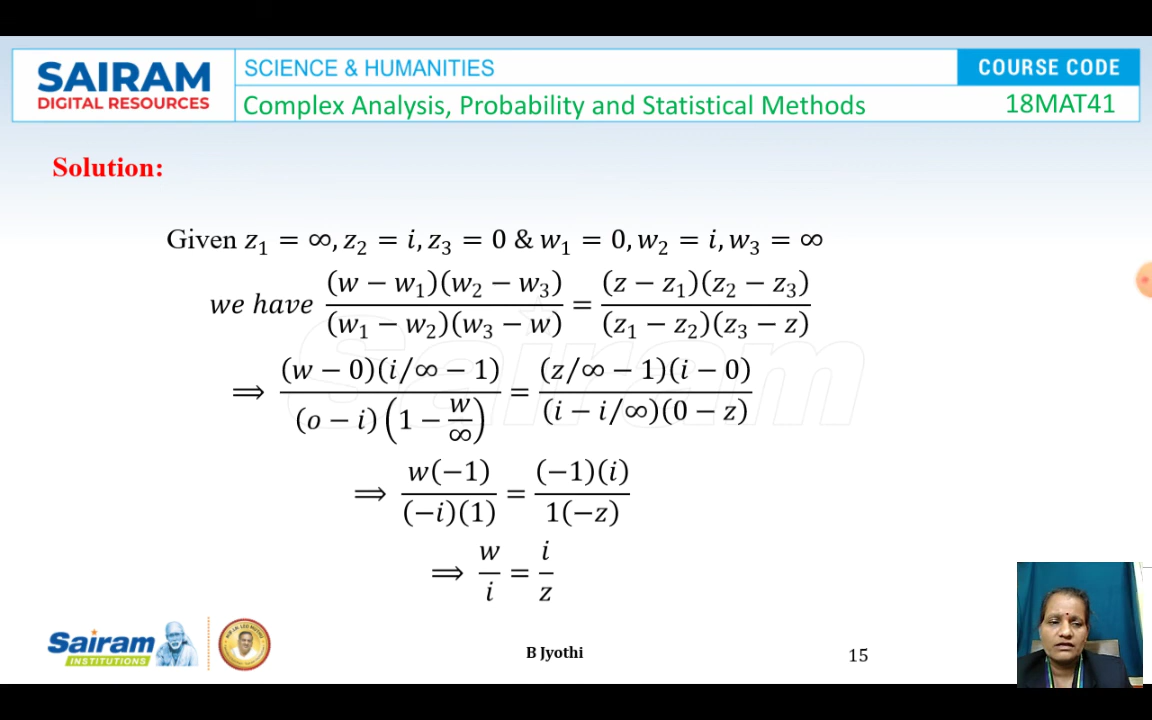 SAIRAM
DIGITAL RESOURCES
SCIENCE & HUMANITIES
COURSE CODE
Complex Analysis, Probability and Statistical Methods
18MAT41
Solution:
Given z₁ = ∞, z₂ = i, z₃ = 0 & w₁ = 0, w₂ = i, w₃ = ∞
we have (w − w₁)(w₂ − w₃) / (w₁ − w₂)(w₃ − w) = (z − z₁)(z₂ − z₃) / (z₁ − z₂)(z₃ − z)
⟹ (w − 0)(i/∞ − 1) / (o − i)(1 − w/∞) = (z/∞ − 1)(i − 0) / (i − i/∞)(0 − z)
⟹ w(−1) / (−i)(1) = (−1)(i) / 1(−z)
⟹ w/i = i/z
Sairam
Sairam
INSTITUTIONS
B Jyothi
15